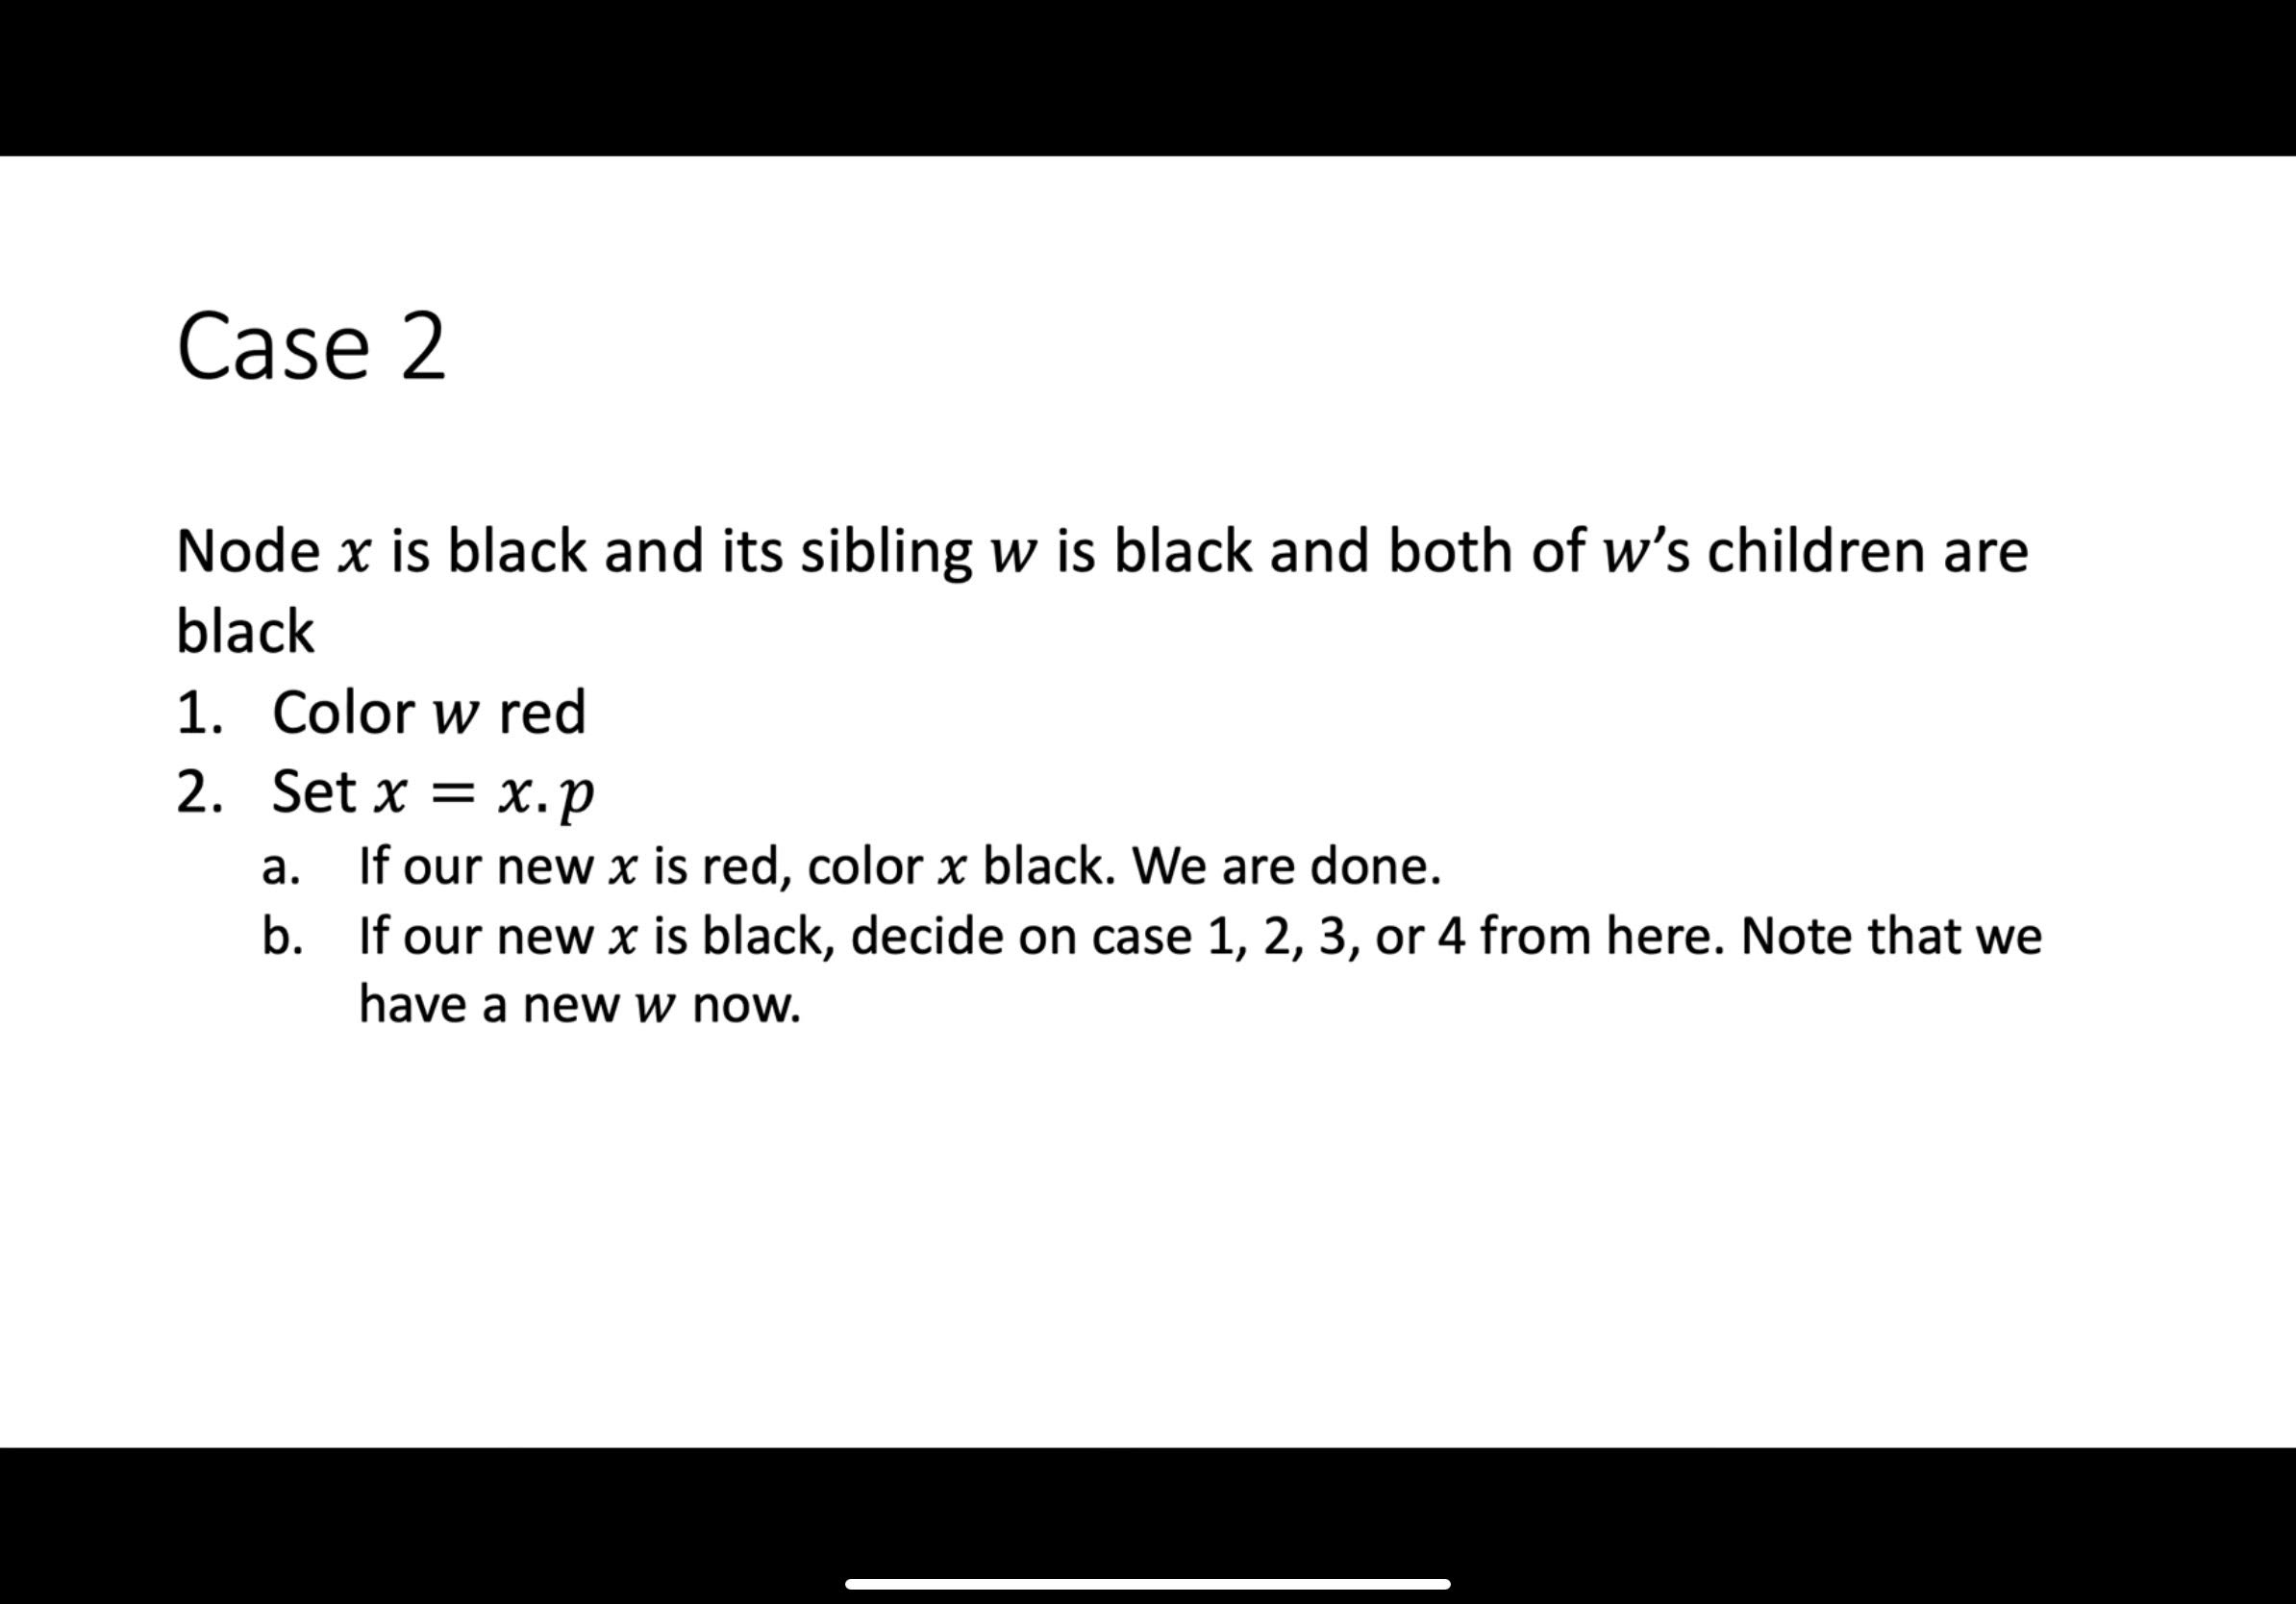 Case 2
Node x is black and its sibling w is black and both of w’s children are
black
1. Color w red
2. Set x = x.p
a. If our new x is red, color x black. We are done.
b. If our new x is black, decide on case 1, 2, 3, or 4 from here. Note that we
have a new w now.